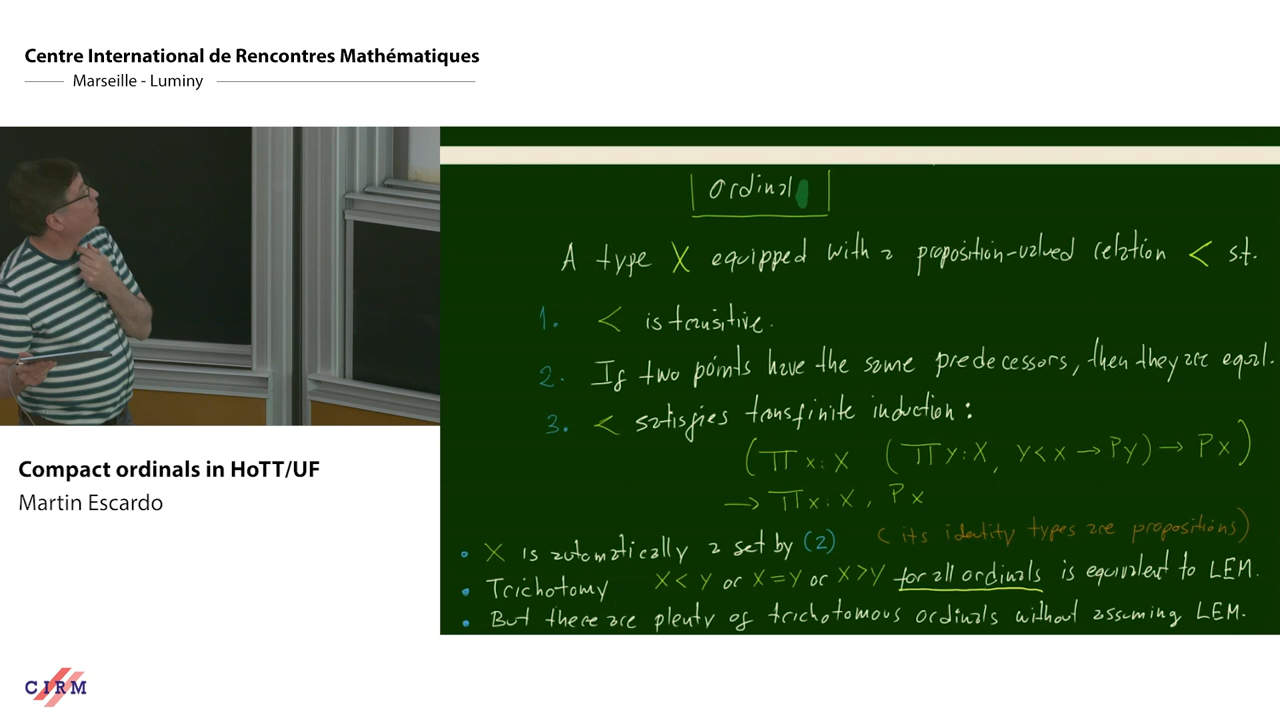 Centre International de Rencontres Mathématiques
Marseille - Luminy
Ordinal
A type X equipped with a proposition-valued relation < s.t.
1. < is transitive.
2. If two points have the same predecessors, then they are equal.
3. < satisfies transfinite induction:
(Π x:X (Π y:X, y<x → Py) → Px)
→ Π x:X, Px
• X is automatically a set by (2) (its identity types are propositions)
• Trichotomy x<y or x=y or x>y for all ordinals is equivalent to LEM.
• But there are plenty of trichotomous ordinals without assuming LEM.
Compact ordinals in HoTT/UF
Martin Escardo
CIRM